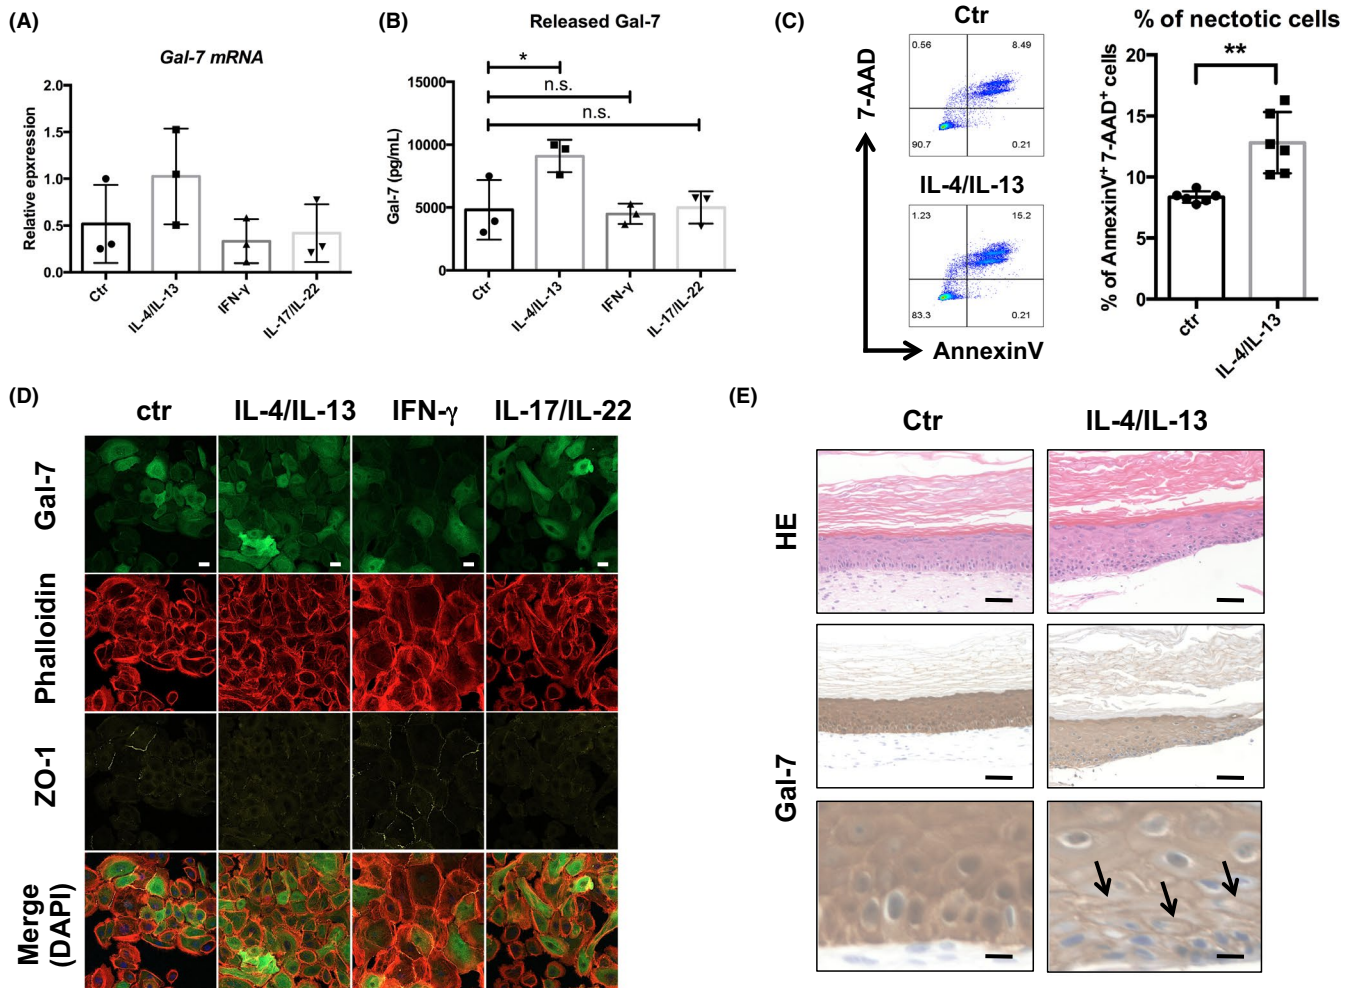 (A)
Gal-7 mRNA
Relative epxression
2.0
1.5
1.0
0.5
0.0
Ctr
IL-4/IL-13
IFN-γ
IL-17/IL-22
(B)
Released Gal-7
Gal-7 (pg/mL)
15000
10000
5000
0
*
n.s.
n.s.
Ctr
IL-4/IL-13
IFN-γ
IL-17/IL-22
(C)
Ctr
0.56 8.49
90.7 0.21
IL-4/IL-13
1.23 15.2
83.3 0.21
7-AAD
AnnexinV
% of nectotic cells
% of AnnexinV+ 7-AAD+ cells
20
15
10
5
0
**
ctr
IL-4/IL-13
(D)
ctr IL-4/IL-13 IFN-γ IL-17/IL-22
Gal-7
Phalloidin
ZO-1
Merge
(DAPI)
(E)
Ctr IL-4/IL-13
HE
Gal-7